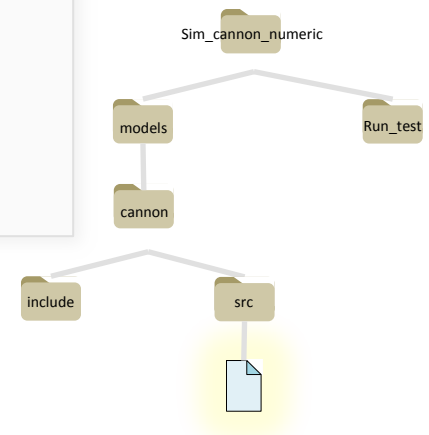 Sim_cannon_numeric
models
Run_test
cannon
include
src